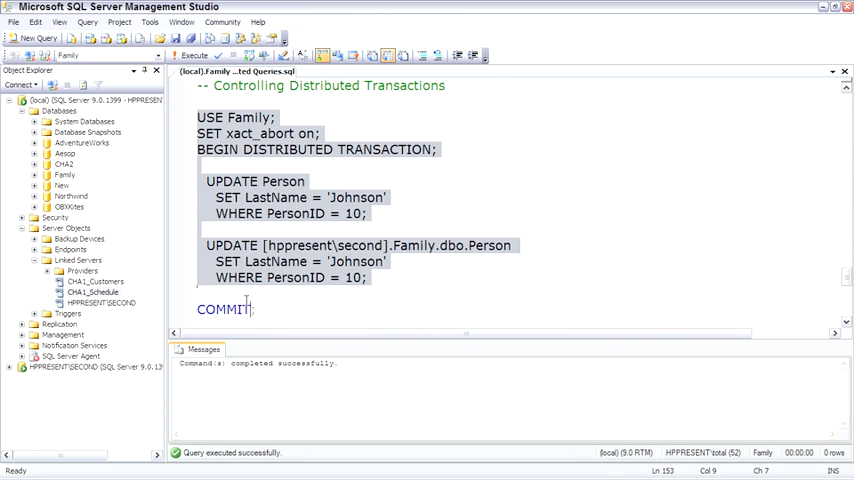 Microsoft SQL Server Management Studio
File Edit View Query Project Tools Window Community Help
New Query
Family Execute
Object Explorer
Connect
(local) (SQL Server 9.0.1399 - HPPRESENT
Databases
System Databases
Database Snapshots
AdventureWorks
Aesop
CHA2
Family
New
Northwind
OBXKites
Security
Server Objects
Backup Devices
Endpoints
Linked Servers
Providers
CHA1_Customers
CHA1_Schedule
HPPRESENT\SECOND
Triggers
Replication
Management
Notification Services
SQL Server Agent
HPPRESENT\SECOND (SQL Server 9.0.139
(local).Family ...ted Queries.sql
-- Controlling Distributed Transactions
USE Family;
SET xact_abort on;
BEGIN DISTRIBUTED TRANSACTION;
UPDATE Person
SET LastName = 'Johnson'
WHERE PersonID = 10;
UPDATE [hppresent\second].Family.dbo.Person
SET LastName = 'Johnson'
WHERE PersonID = 10;
COMMIT;
Messages
Command(s) completed successfully.
Query executed successfully. (local) (9.0 RTM) HPPRESENT\total (52) Family 00:00:00 0 rows
Ready Ln 153 Col 9 Ch 7 INS